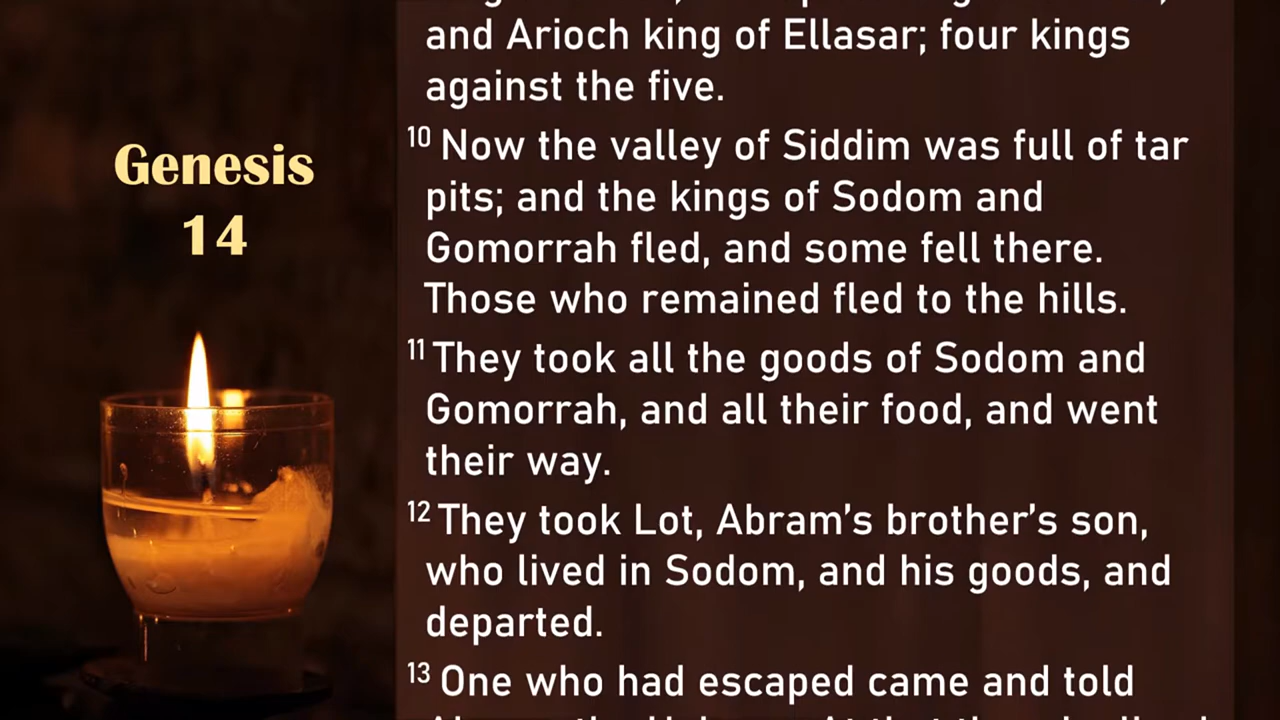 Genesis
14
and Arioch king of Ellasar; four kings
against the five.
10 Now the valley of Siddim was full of tar
pits; and the kings of Sodom and
Gomorrah fled, and some fell there.
Those who remained fled to the hills.
11 They took all the goods of Sodom and
Gomorrah, and all their food, and went
their way.
12 They took Lot, Abram’s brother’s son,
who lived in Sodom, and his goods, and
departed.
13 One who had escaped came and told